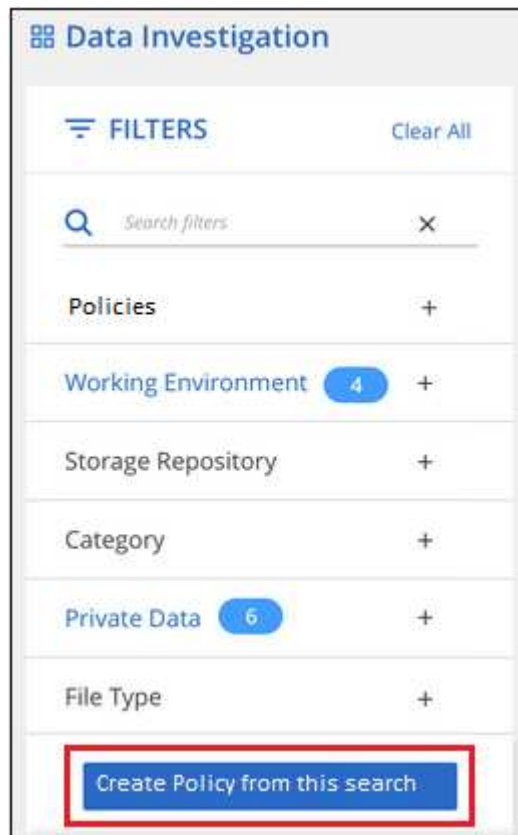 Data Investigation
FILTERS Clear All
Search filters ×
Policies +
Working Environment 4 +
Storage Repository +
Category +
Private Data 6 +
File Type +
Create Policy from this search